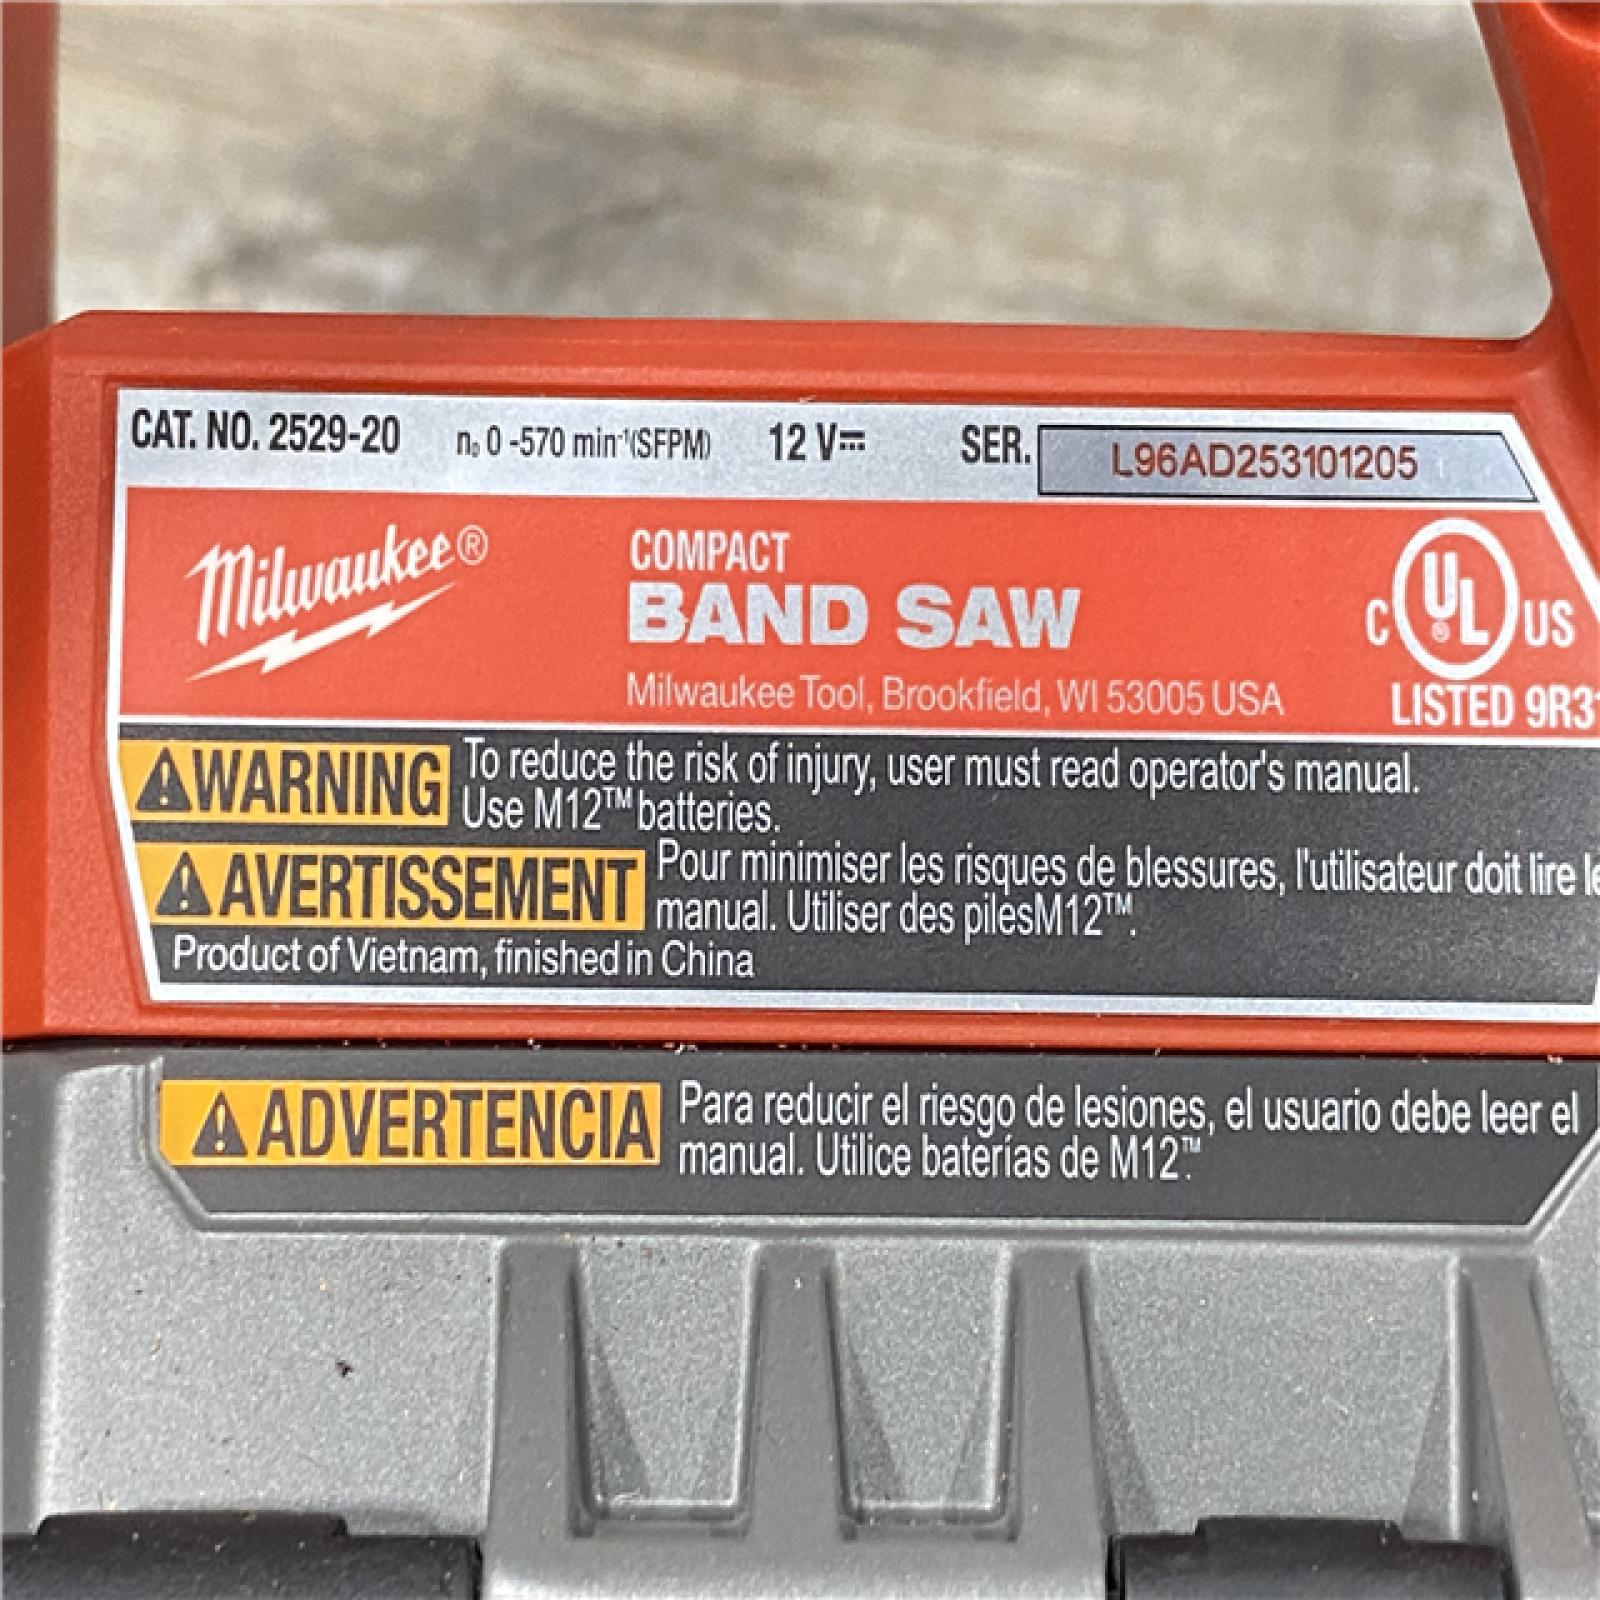 CAT. NO. 2529-20 n₀ 0 -570 min⁻¹(SFPM) 12 V⎓ SER. L96AD253101205
Milwaukee®
COMPACT
BAND SAW
Milwaukee Tool, Brookfield, WI 53005 USA
C UL® US
LISTED
⚠WARNING To reduce the risk of injury, user must read operator's manual.
Use M12™ batteries.
⚠AVERTISSEMENT Pour minimiser les risques de blessures, l'utilisateur doit lire
manual. Utiliser des pilesM12™.
Product of Vietnam, finished in China
⚠ADVERTENCIA Para reducir el riesgo de lesiones, el usuario debe leer el
manual. Utilice baterías de M12™.